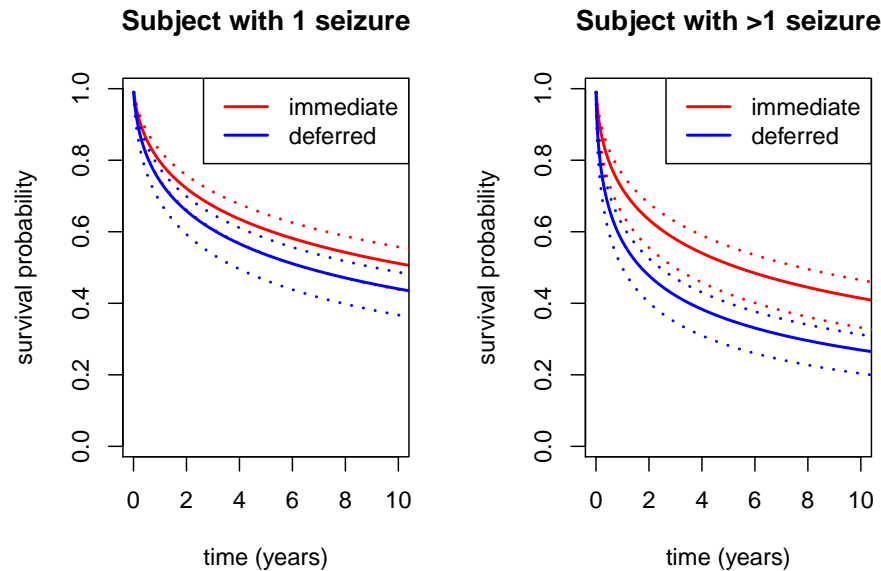 Subject with 1 seizure
survival probability
1.0
0.8
0.6
0.4
0.2
0.0
immediate
deferred
0 2 4 6 8 10
time (years)
Subject with >1 seizure
survival probability
1.0
0.8
0.6
0.4
0.2
0.0
immediate
deferred
0 2 4 6 8 10
time (years)